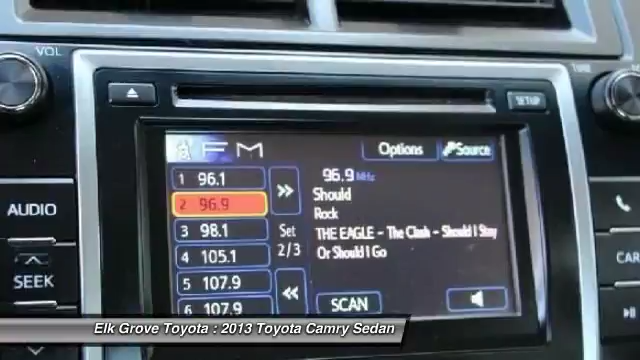 VOL
SETUP
FM
Options
Source
1 96.1
2 96.9
3 98.1
4 105.1
5 107.9
6 107.9
Set
2/3
96.9 MHz
Should
Rock
THE EAGLE - The Clash - Should I Stay
Or Should I Go
SCAN
AUDIO
SEEK
CAR
Elk Grove Toyota : 2013 Toyota Camry Sedan